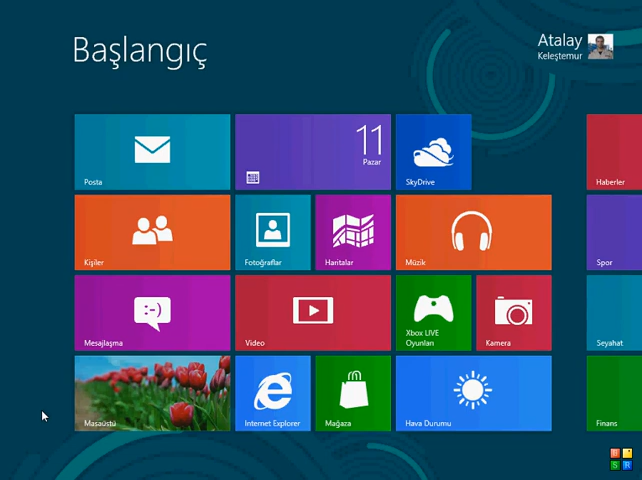 Başlangıç
Atalay
Keleştemur
Posta
11
Pazar
SkyDrive
Haberler
Kişiler
Fotoğraflar
Haritalar
Müzik
Spor
:-)
Mesajlaşma
Video
Xbox LIVE
Oyunları
Kamera
Seyahat
Masaüstü
Internet Explorer
Mağaza
Hava Durumu
Finans
B
S R